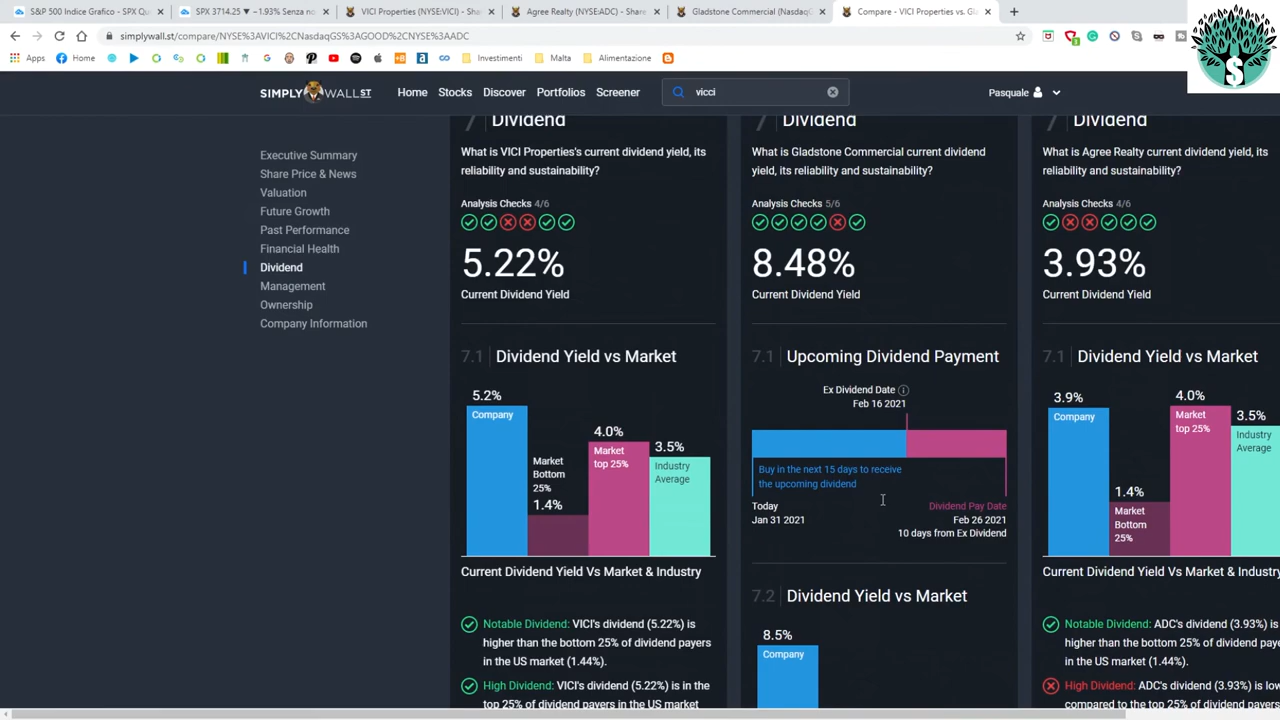 S&P 500 Indice Grafico — SPX Qu
SPX 3714.25 ▼ −1.93% Senza no
VICI Properties (NYSE:VICI) - Sha
Agree Realty (NYSE:ADC) - Share
Gladstone Commercial (NasdaqG
Compare - VICI Properties vs. Gla
simplywall.st/compare/NYSE%3AVICI%2CNasdaqGS%3AGOOD%2CNYSE%3AADC
Apps
Home
Investimenti
Malta
Alimentazione
SIMPLY WALL ST
Home
Stocks
Discover
Portfolios
Screener
vicci
Pasquale
Executive Summary
Share Price & News
Valuation
Future Growth
Past Performance
Financial Health
Dividend
Management
Ownership
Company Information
7 Dividend
What is VICI Properties's current dividend yield, its
reliability and sustainability?
Analysis Checks 4/6
5.22%
Current Dividend Yield
7.1 Dividend Yield vs Market
5.2%
Company
Market
Bottom
25%
1.4%
4.0%
Market
top 25%
3.5%
Industry
Average
Current Dividend Yield Vs Market & Industry
Notable Dividend: VICI's dividend (5.22%) is
higher than the bottom 25% of dividend payers
in the US market (1.44%).
High Dividend: VICI's dividend (5.22%) is in the
top 25% of dividend payers in the US market
7 Dividend
What is Gladstone Commercial current dividend
yield, its reliability and sustainability?
Analysis Checks 5/6
8.48%
Current Dividend Yield
7.1 Upcoming Dividend Payment
Ex Dividend Date
Feb 16 2021
Buy in the next 15 days to receive
the upcoming dividend
Today
Jan 31 2021
Dividend Pay Date
Feb 26 2021
10 days from Ex Dividend
7.2 Dividend Yield vs Market
8.5%
Company
7 Dividend
What is Agree Realty current dividend yield, its
reliability and sustainability?
Analysis Checks 4/6
3.93%
Current Dividend Yield
7.1 Dividend Yield vs Market
3.9%
Company
1.4%
Market
Bottom
25%
4.0%
Market
top 25%
3.5%
Industry
Average
Current Dividend Yield Vs Market & Industry
Notable Dividend: ADC's dividend (3.93%) is
higher than the bottom 25% of dividend payers
in the US market (1.44%).
High Dividend: ADC's dividend (3.93%) is low
compared to the top 25% of dividend payers